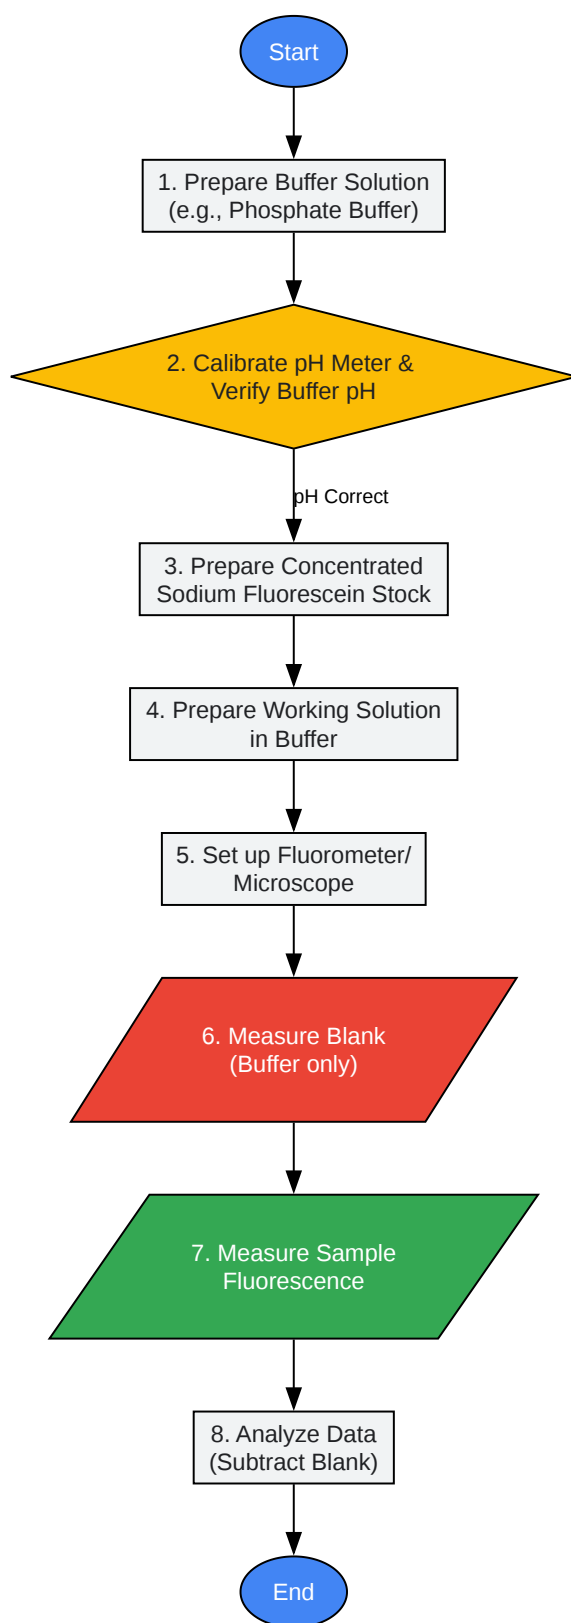 Start
1. Prepare Buffer Solution
(e.g., Phosphate Buffer)
2. Calibrate pH Meter &
Verify Buffer pH
pH Correct
3. Prepare Concentrated
Sodium Fluorescein Stock
4. Prepare Working Solution
in Buffer
5. Set up Fluorometer/
Microscope
6. Measure Blank
(Buffer only)
7. Measure Sample
Fluorescence
8. Analyze Data
(Subtract Blank)
End